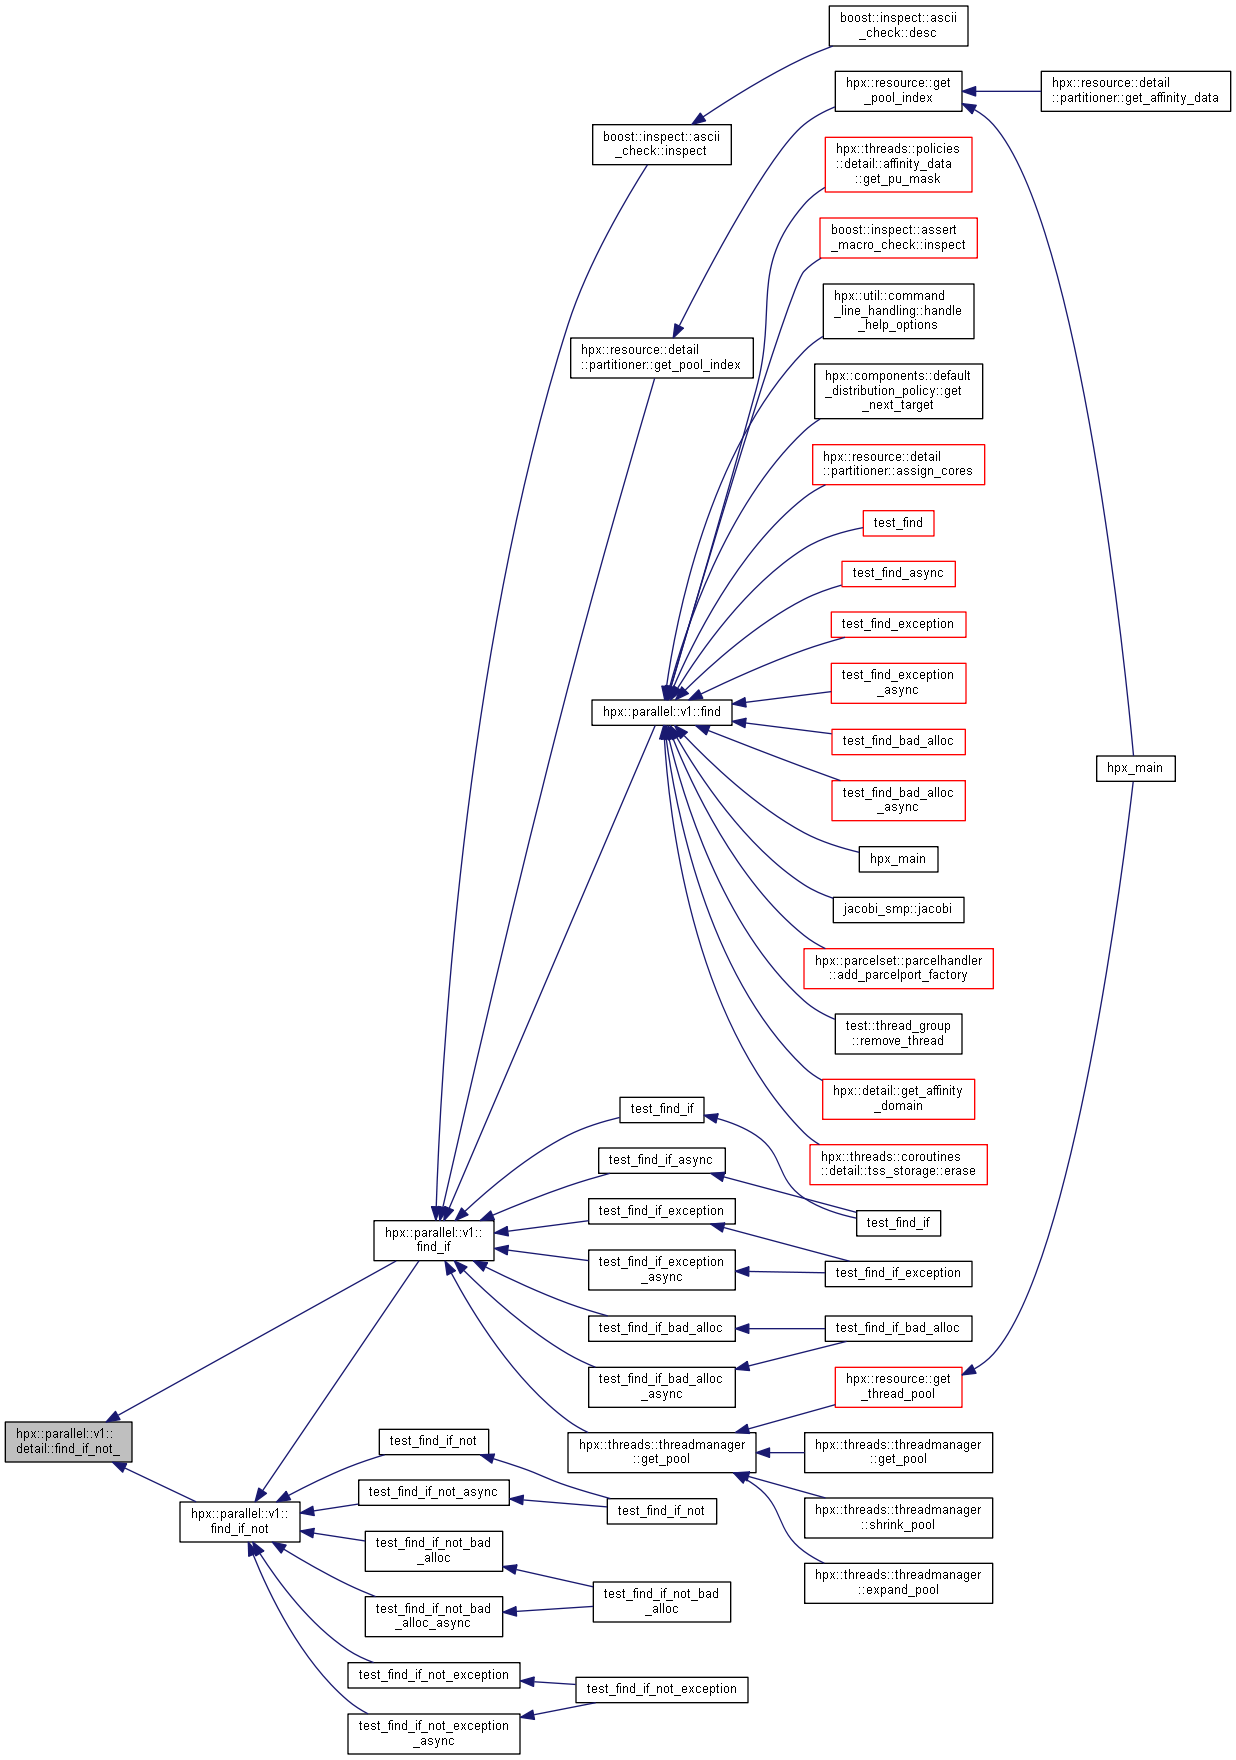 boost::inspect::ascii
_check::desc
hpx::resource::get
_pool_index
hpx::resource::detail
::partitioner::get_affinity_data
boost::inspect::ascii
_check::inspect
hpx::threads::policies
::detail::affinity_data
::get_pu_mask
boost::inspect::assert
_macro_check::inspect
hpx::util::command
_line_handling::handle
_help_options
hpx::resource::detail
::partitioner::get_pool_index
hpx::components::default
_distribution_policy::get
_next_target
hpx::resource::detail
::partitioner::assign_cores
test_find
test_find_async
test_find_exception
test_find_exception
_async
hpx::parallel::v1::find
test_find_bad_alloc
hpx_main
test_find_bad_alloc
_async
hpx_main
jacobi_smp::jacobi
hpx::parcelset::parcelhandler
::add_parcelport_factory
test::thread_group
::remove_thread
hpx::detail::get_affinity
_domain
test_find_if
hpx::threads::coroutines
::detail::tss_storage::erase
test_find_if_async
test_find_if_exception
test_find_if
hpx::parallel::v1::
find_if
test_find_if_exception
_async
test_find_if_exception
test_find_if_bad_alloc
test_find_if_bad_alloc
test_find_if_bad_alloc
_async
hpx::resource::get
_thread_pool
hpx::parallel::v1::
detail::find_if_not_
test_find_if_not
hpx::threads::threadmanager
::get_pool
hpx::threads::threadmanager
::get_pool
test_find_if_not_async
test_find_if_not
hpx::threads::threadmanager
::shrink_pool
hpx::parallel::v1::
find_if_not
test_find_if_not_bad
_alloc
hpx::threads::threadmanager
::expand_pool
test_find_if_not_bad
_alloc
test_find_if_not_bad
_alloc_async
test_find_if_not_exception
test_find_if_not_exception
test_find_if_not_exception
_async